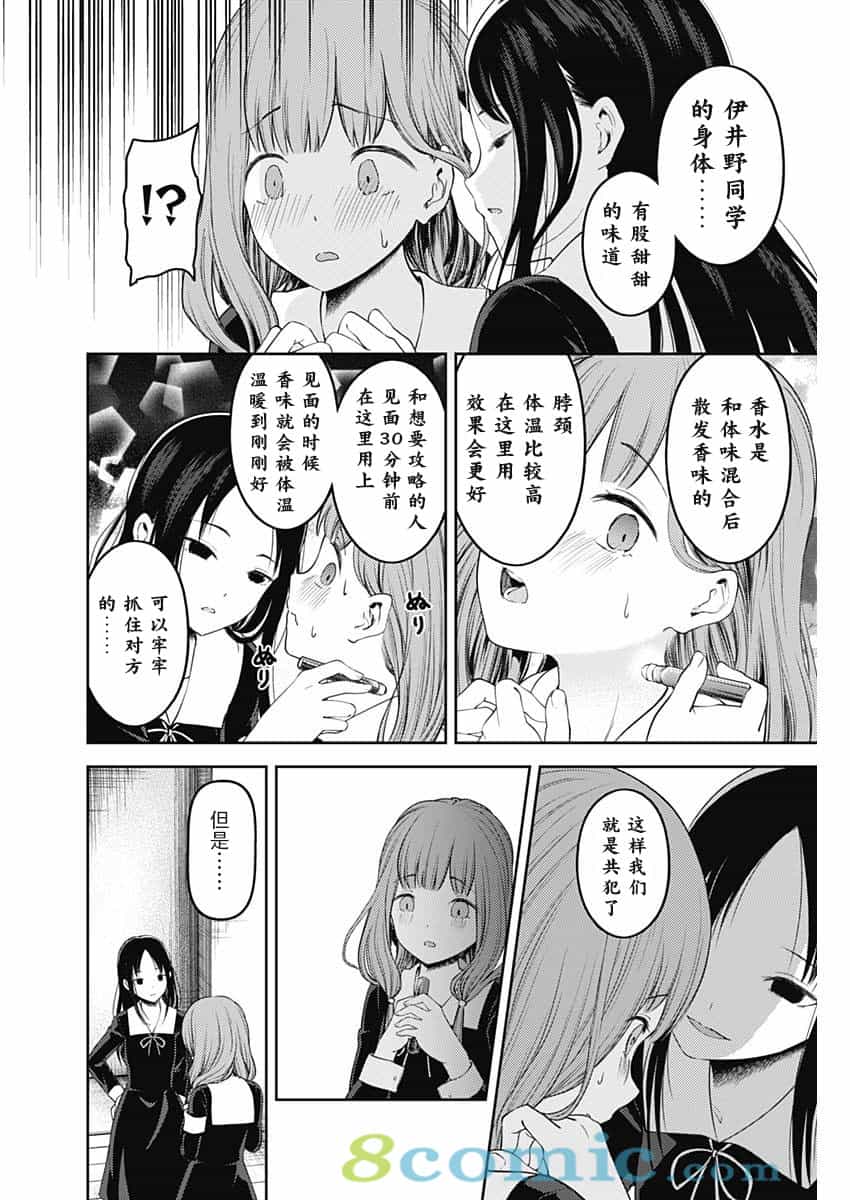 伊井野同学
的身体……
有股甜甜
的味道
!?
香水是
和体味混合后
散发香味的
脖颈
体温比较高
在这里用
效果会更好
ぬり
和想要攻略的人
见面30分钟前
在这里用上
见面的时候
香味就会被体温
温暖到刚刚好
ぬり
可以牢牢
抓住对方
的……
这样我们
就是共犯了
但是……
8comic.com